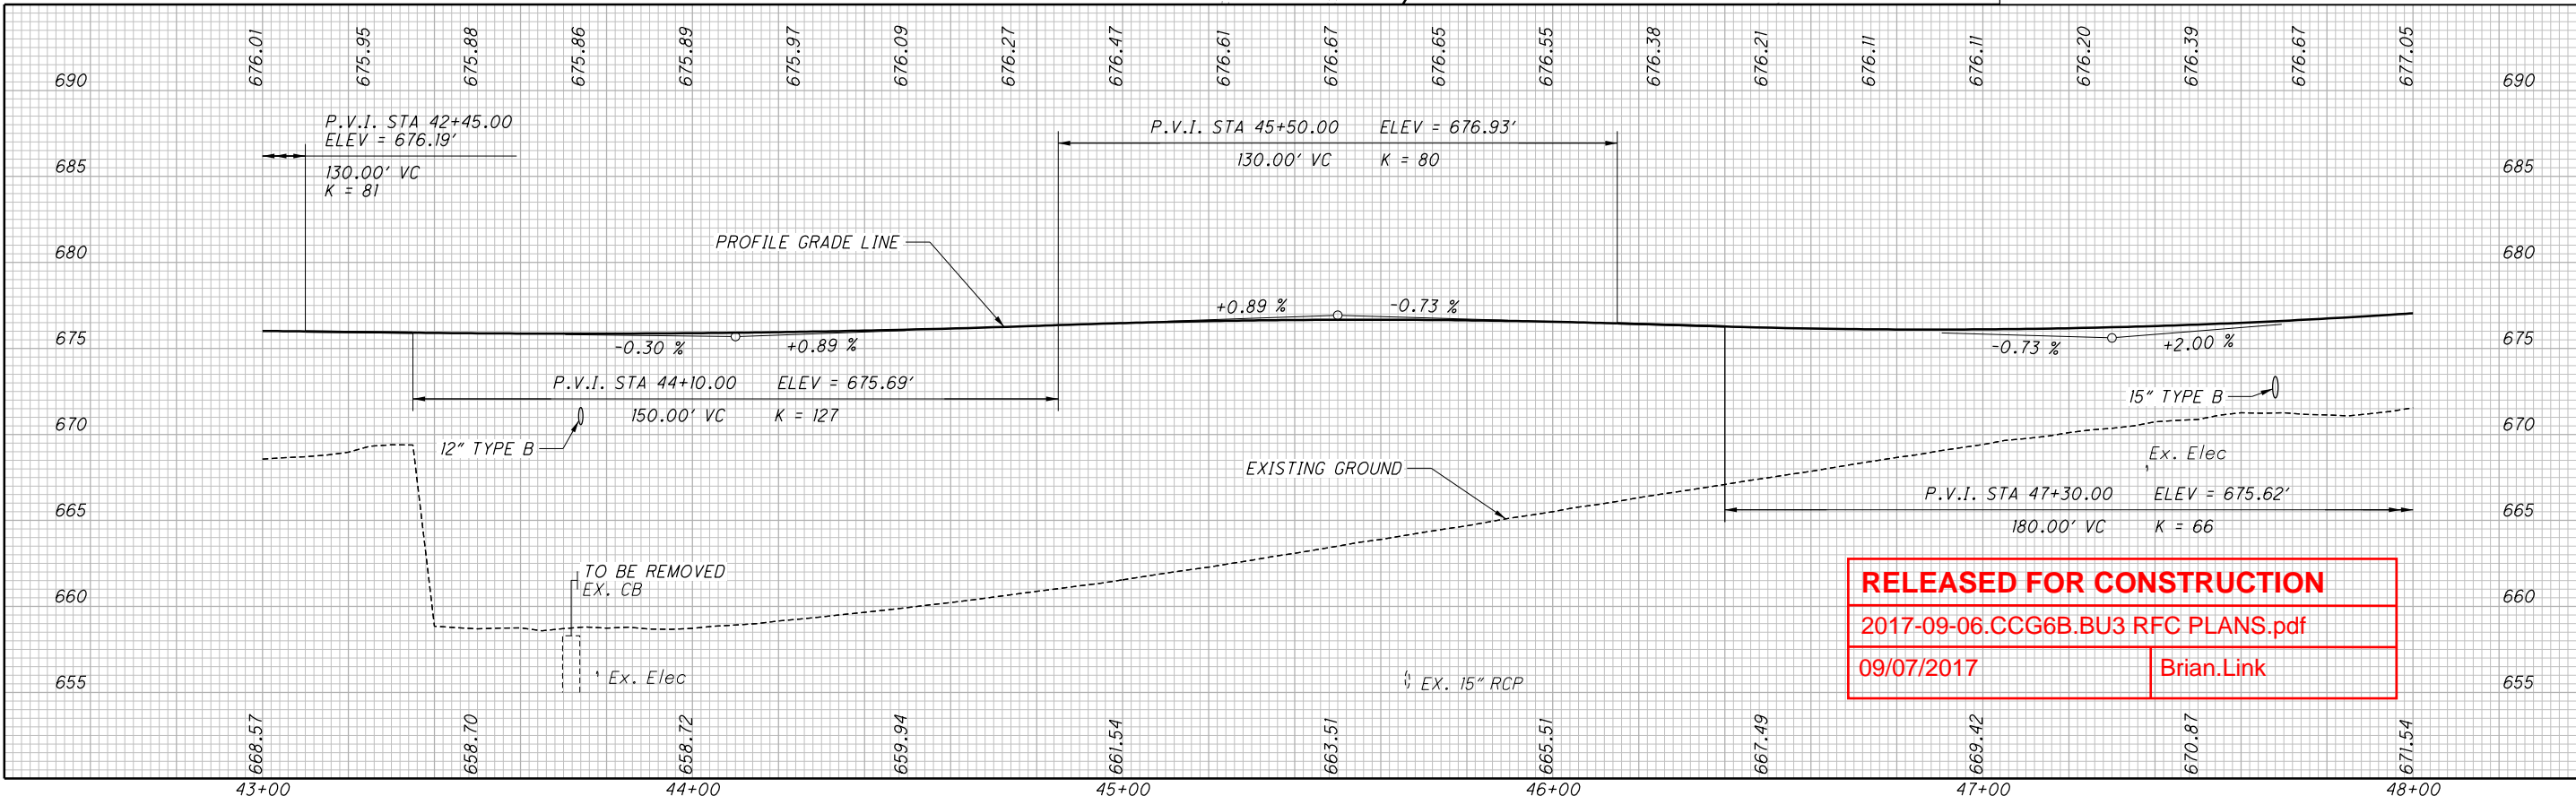 676.01 675.95 675.88 675.86 675.89 675.97 676.09 676.27 676.47 676.61 676.67 676.65 676.55 676.38 676.21 676.11 676.11 676.20 676.39 676.67 677.05
690 690
P.V.I. STA 42+45.00
ELEV = 676.19'
130.00' VC
K = 81
P.V.I. STA 45+50.00 ELEV = 676.93'
130.00' VC K = 80
685 685
680 680
PROFILE GRADE LINE
+0.89 % -0.73 %
675 675
-0.30 % +0.89 %
-0.73 % +2.00 %
P.V.I. STA 44+10.00 ELEV = 675.69'
150.00' VC K = 127
15" TYPE B
670 670
12" TYPE B
EXISTING GROUND
Ex. Elec
P.V.I. STA 47+30.00 ELEV = 675.62'
180.00' VC K = 66
665 665
TO BE REMOVED
EX. CB
660 660
RELEASED FOR CONSTRUCTION
2017-09-06.CCG6B.BU3 RFC PLANS.pdf
09/07/2017 Brian.Link
Ex. Elec
EX. 15" RCP
655 655
668.57 658.70 658.72 659.94 661.54 663.51 665.51 667.49 669.42 670.87 671.54
43+00 44+00 45+00 46+00 47+00 48+00